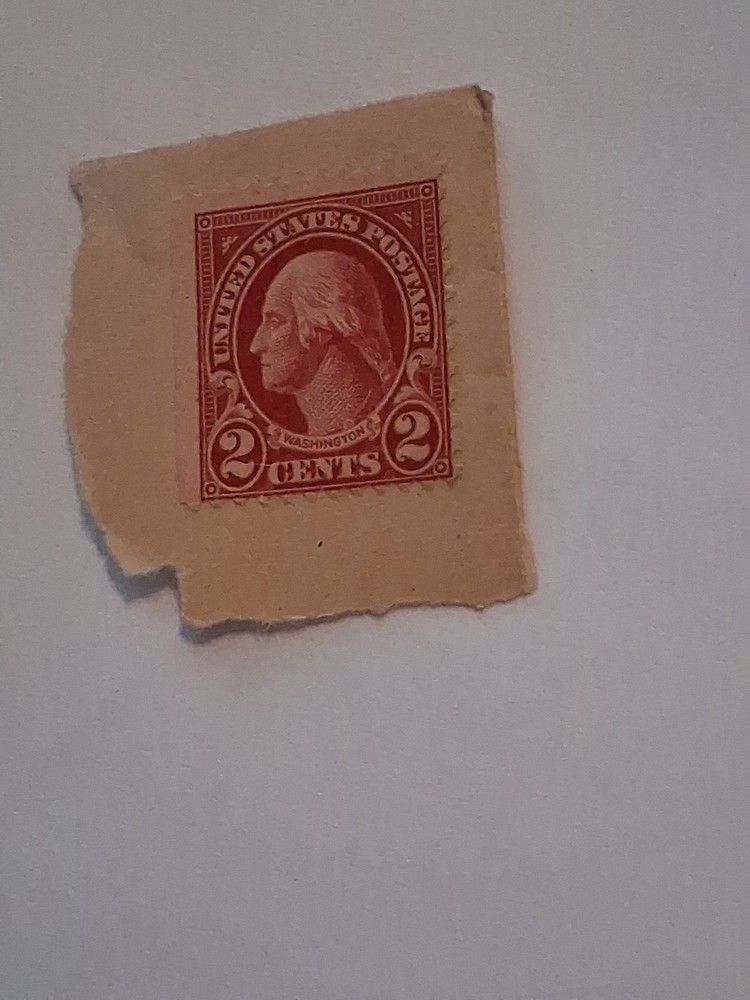 UNITED STATES POSTAGE
WASHINGTON
2 CENTS 2